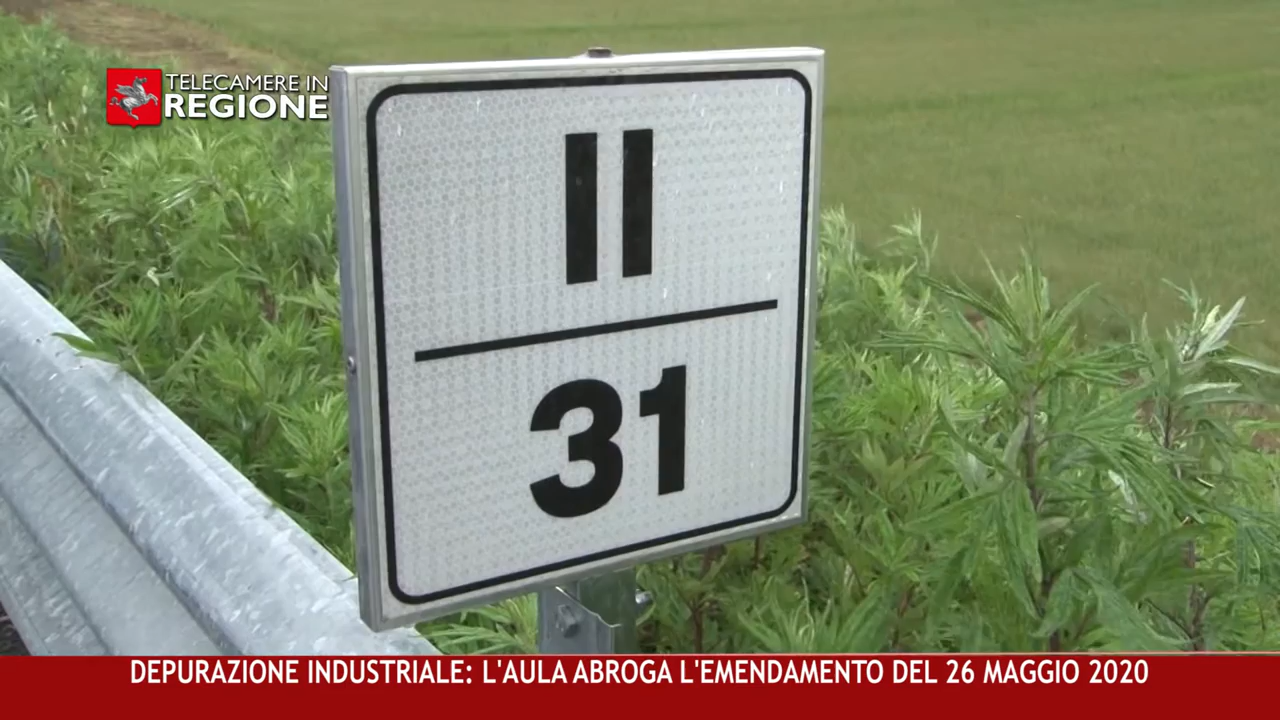 TELECAMERE IN
REGIONE
II
31
DEPURAZIONE INDUSTRIALE: L'AULA ABROGA L'EMENDAMENTO DEL 26 MAGGIO 2020